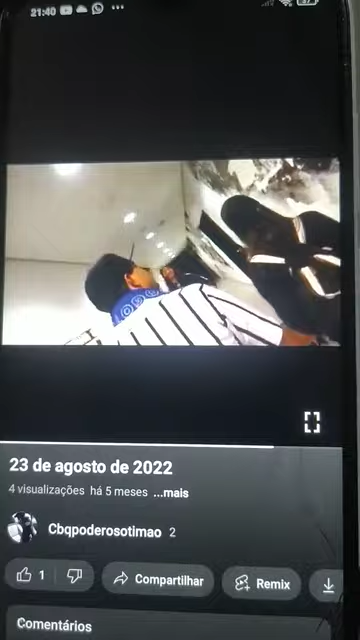 21:40
23 de agosto de 2022
4 visualizações há 5 meses ...mais
Cbqpoderosotimao 2
1
Compartilhar
Remix
Comentários